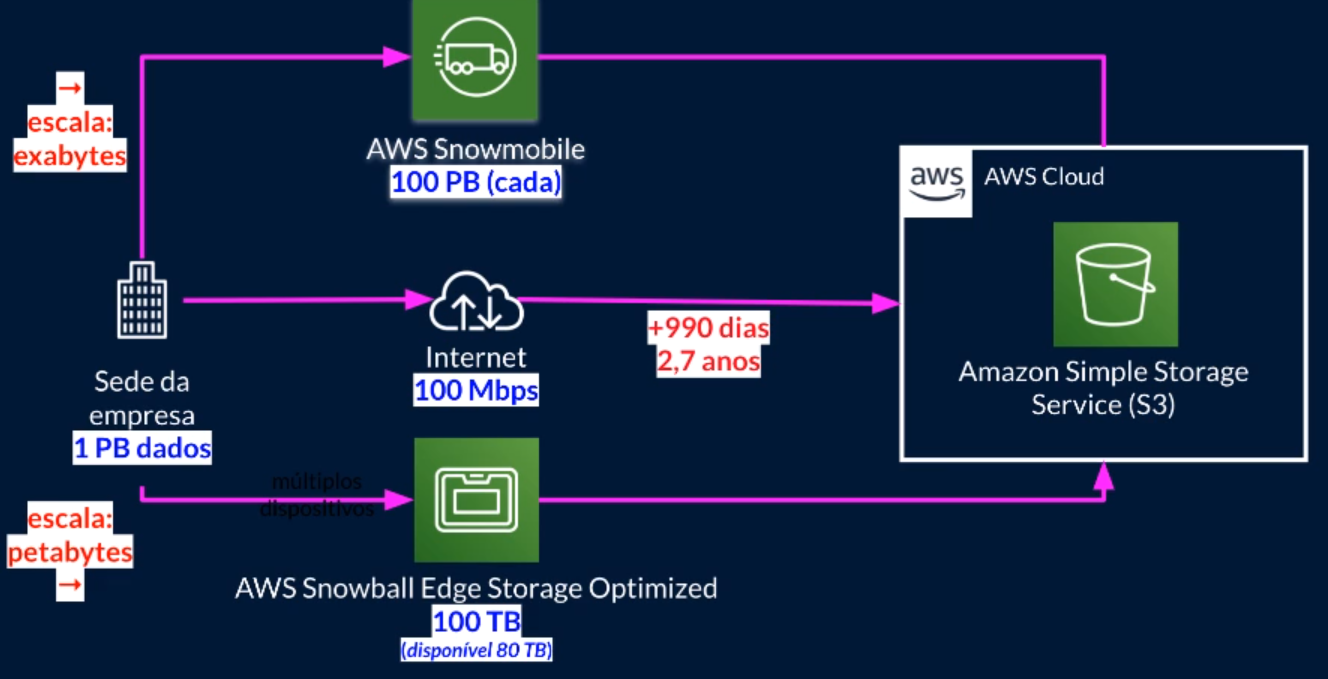 →
escala:
exabytes
AWS Snowmobile
100 PB (cada)
aws
AWS Cloud
Sede da
empresa
1 PB dados
Internet
100 Mbps
+990 dias
2,7 anos
Amazon Simple Storage
Service (S3)
escala:
petabytes
→
múltiplos
dispositivos
AWS Snowball Edge Storage Optimized
100 TB
(disponível 80 TB)